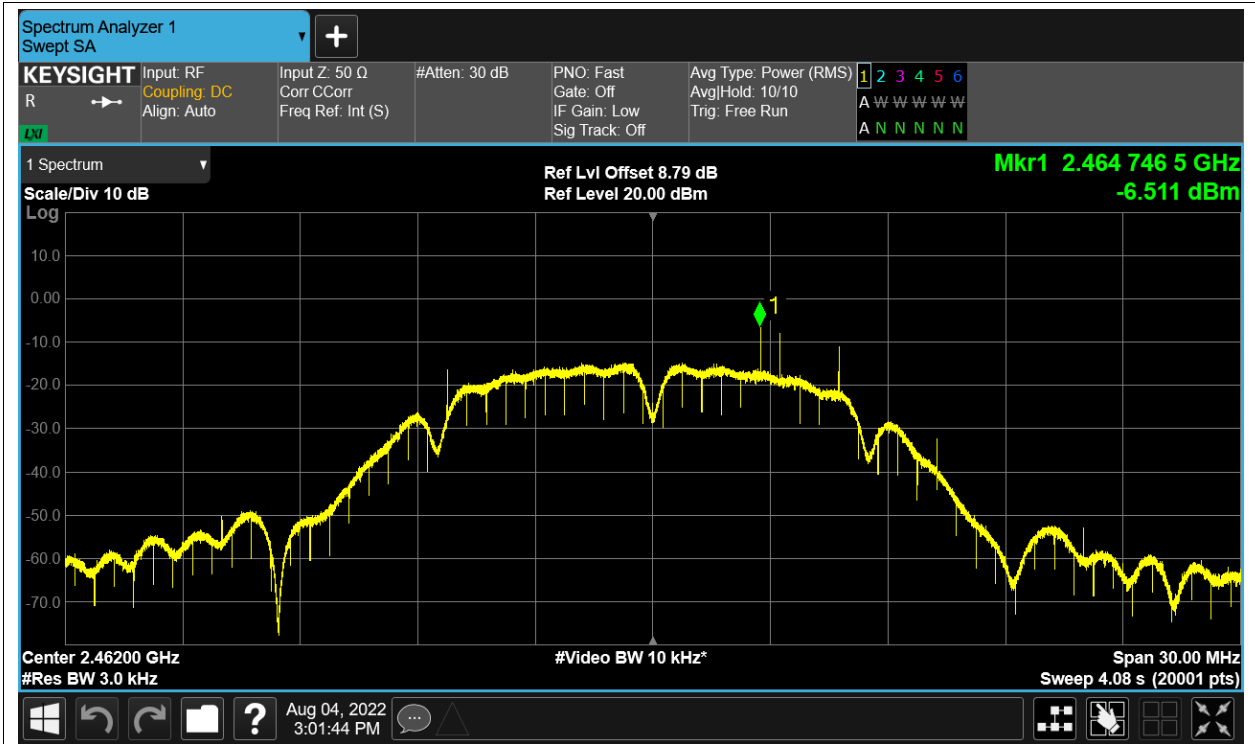 Spectrum Analyzer 1
Swept SA
KEYSIGHT
R
LXI
Input: RF
Coupling: DC
Align: Auto
Input Z: 50 Ω
Corr CCorr
Freq Ref: Int (S)
#Atten: 30 dB
PNO: Fast
Gate: Off
IF Gain: Low
Sig Track: Off
Avg Type: Power (RMS)
Avg|Hold: 10/10
Trig: Free Run
1 2 3 4 5 6
A W W W W W
A N N N N N
1 Spectrum
Scale/Div 10 dB
Log
Ref Lvl Offset 8.79 dB
Ref Level 20.00 dBm
Mkr1 2.464 746 5 GHz
-6.511 dBm
10.0
0.00
-10.0
-20.0
-30.0
-40.0
-50.0
-60.0
-70.0
1
Center 2.46200 GHz
#Res BW 3.0 kHz
#Video BW 10 kHz*
Span 30.00 MHz
Sweep 4.08 s (20001 pts)
?
Aug 04, 2022
3:01:44 PM